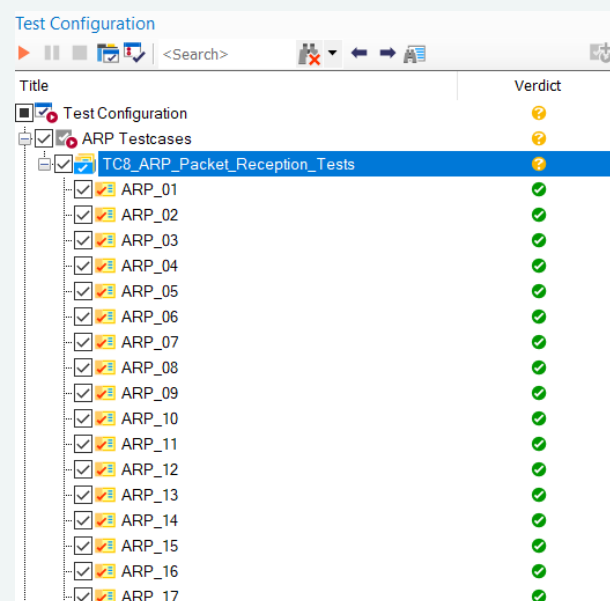 Test Configuration
<Search>
Title Verdict
Test Configuration
ARP Testcases
TC8_ARP_Packet_Reception_Tests
ARP_01
ARP_02
ARP_03
ARP_04
ARP_05
ARP_06
ARP_07
ARP_08
ARP_09
ARP_10
ARP_11
ARP_12
ARP_13
ARP_14
ARP_15
ARP_16
ARP_17